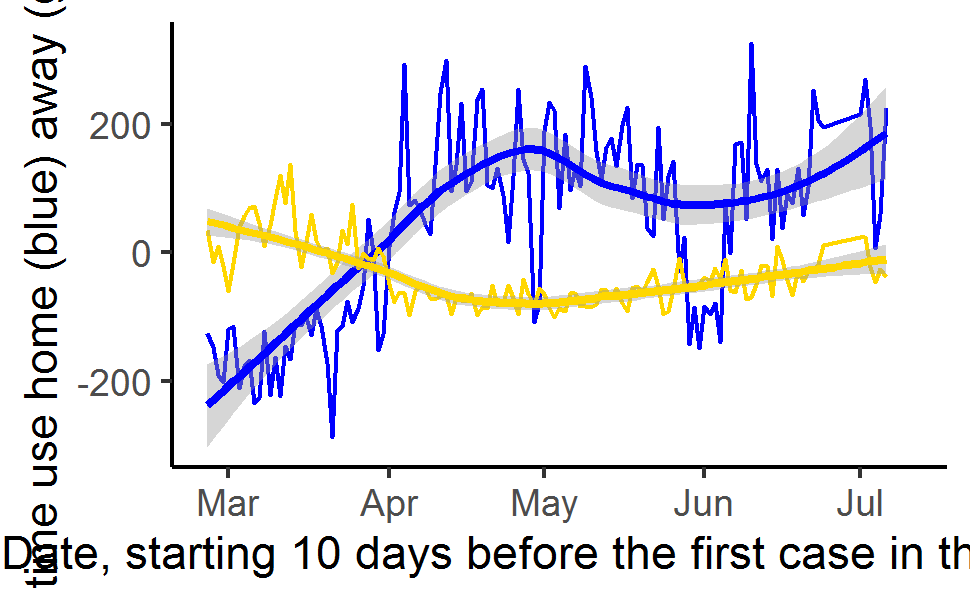 time use home (blue) away (
200
0
-200
Mar Apr May Jun Jul
Date, starting 10 days before the first case in th